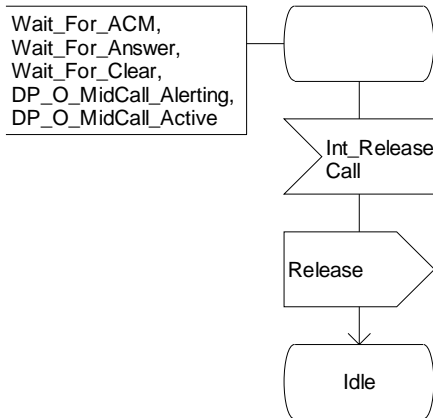 Wait_For_ACM,
Wait_For_Answer,
Wait_For_Clear,
DP_O_MidCall_Alerting,
DP_O_MidCall_Active
Int_Release
Call
Release
Idle